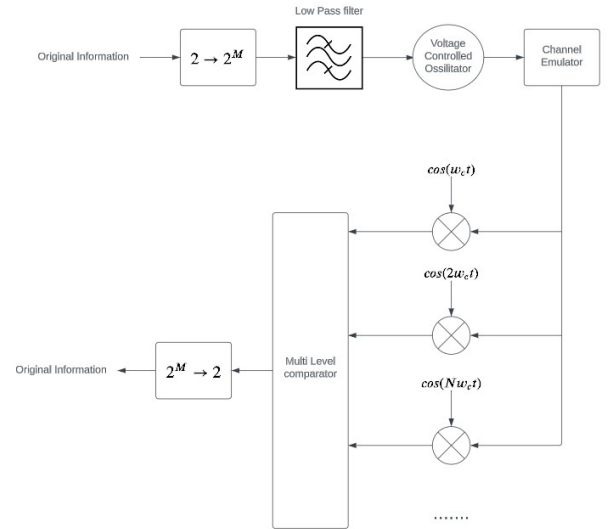 Low Pass filter
Original Information
2 → 2^M
Voltage
Controlled
Ossilitator
Channel
Emulator
cos(w_c t)
cos(2w_c t)
Original Information
2^M → 2
Multi Level
comparator
cos(Nw_c t)
.......